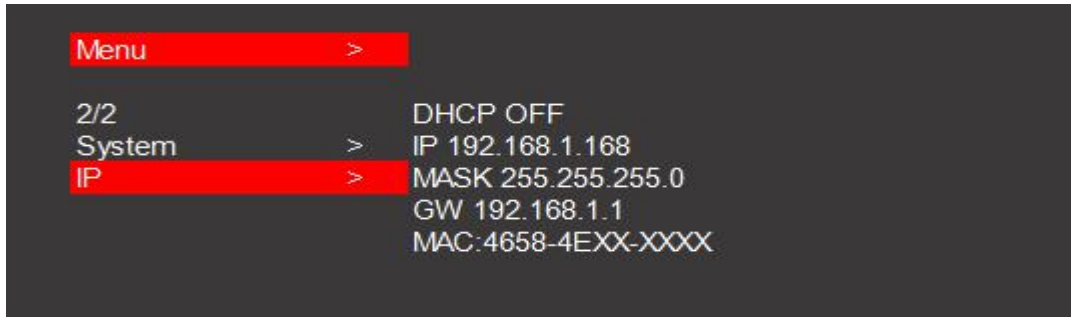 Menu >
2/2 DHCP OFF
System > IP 192.168.1.168
IP > MASK 255.255.255.0
GW 192.168.1.1
MAC:4658-4EXX-XXXX